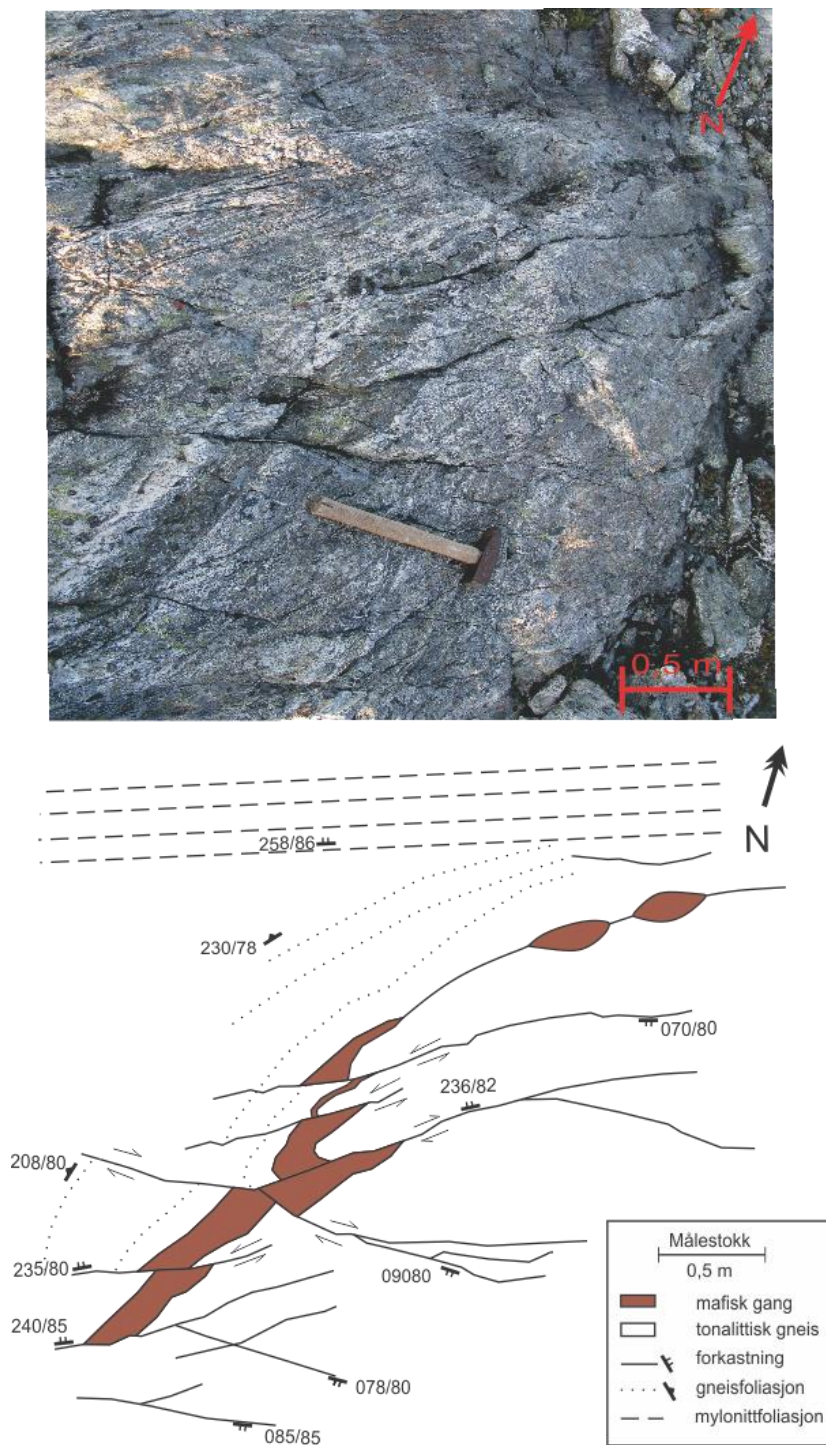 N
0,5 m
N
258/86
230/78
070/80
236/82
208/80
235/80
09080
240/85
078/80
085/85
Målestokk
0,5 m
mafisk gang
tonalittisk gneis
forkastning
gneisfoliasjon
mylonittfoliasjon